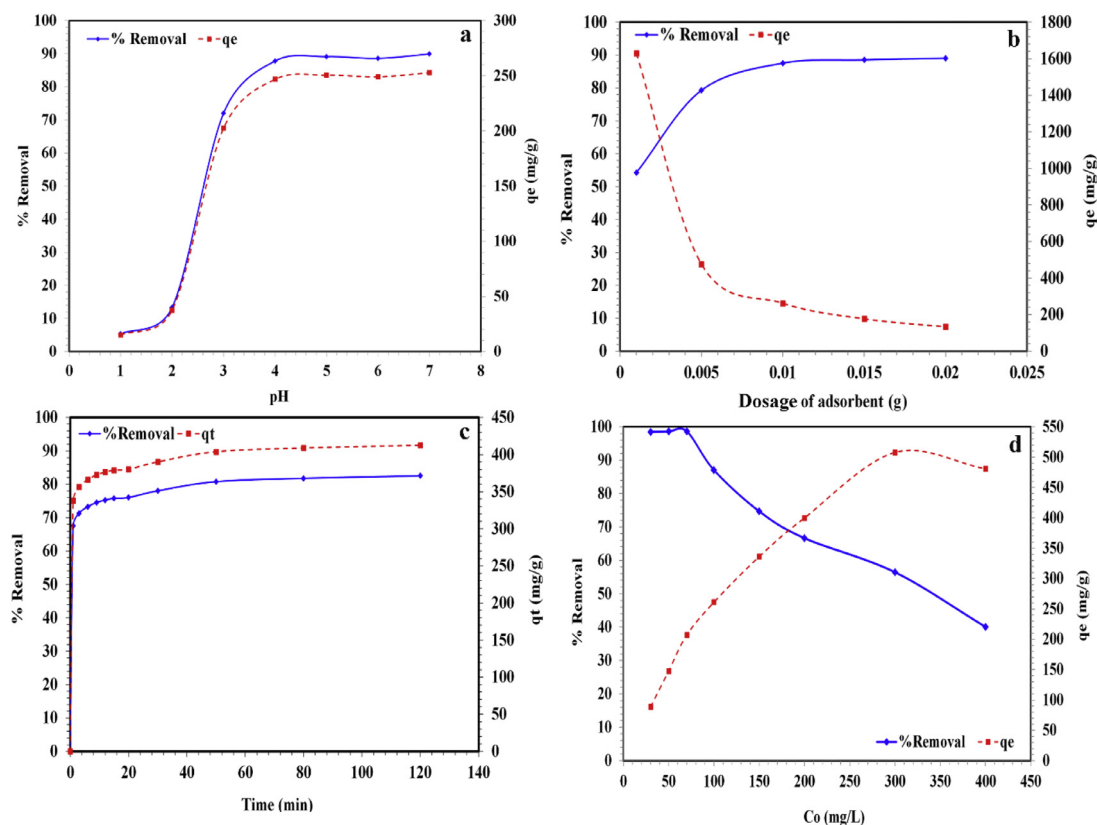 a
% Removal qe
100 90 80 70 60 50 40 30 20 10 0
% Removal
300 250 200 150 300 100 50 0
qe (mg/g)
0 1 2 3 4 5 6 7 8
pH
b
% Removal qe
100 90 80 70 60 50 40 30 20 10 0
% Removal
1800 1600 1400 1200 1000 800 600 400 200 0
qe (mg/g)
0 0.005 0.01 0.015 0.02 0.025
Dosage of adsorbent (g)
c
%Removal qt
100 90 80 70 60 50 40 30 20 10 0
% Removal
450 400 350 300 250 200 150 100 50 0
qt (mg/g)
0 20 40 60 80 100 120 140
Time (min)
d
%Removal qe
100 90 80 70 60 50 40 30 20 10 0
% Removal
550 500 450 400 350 300 250 200 150 100 50 0
qe (mg/g)
0 50 100 150 200 250 300 350 400 450
Co (mg/L)